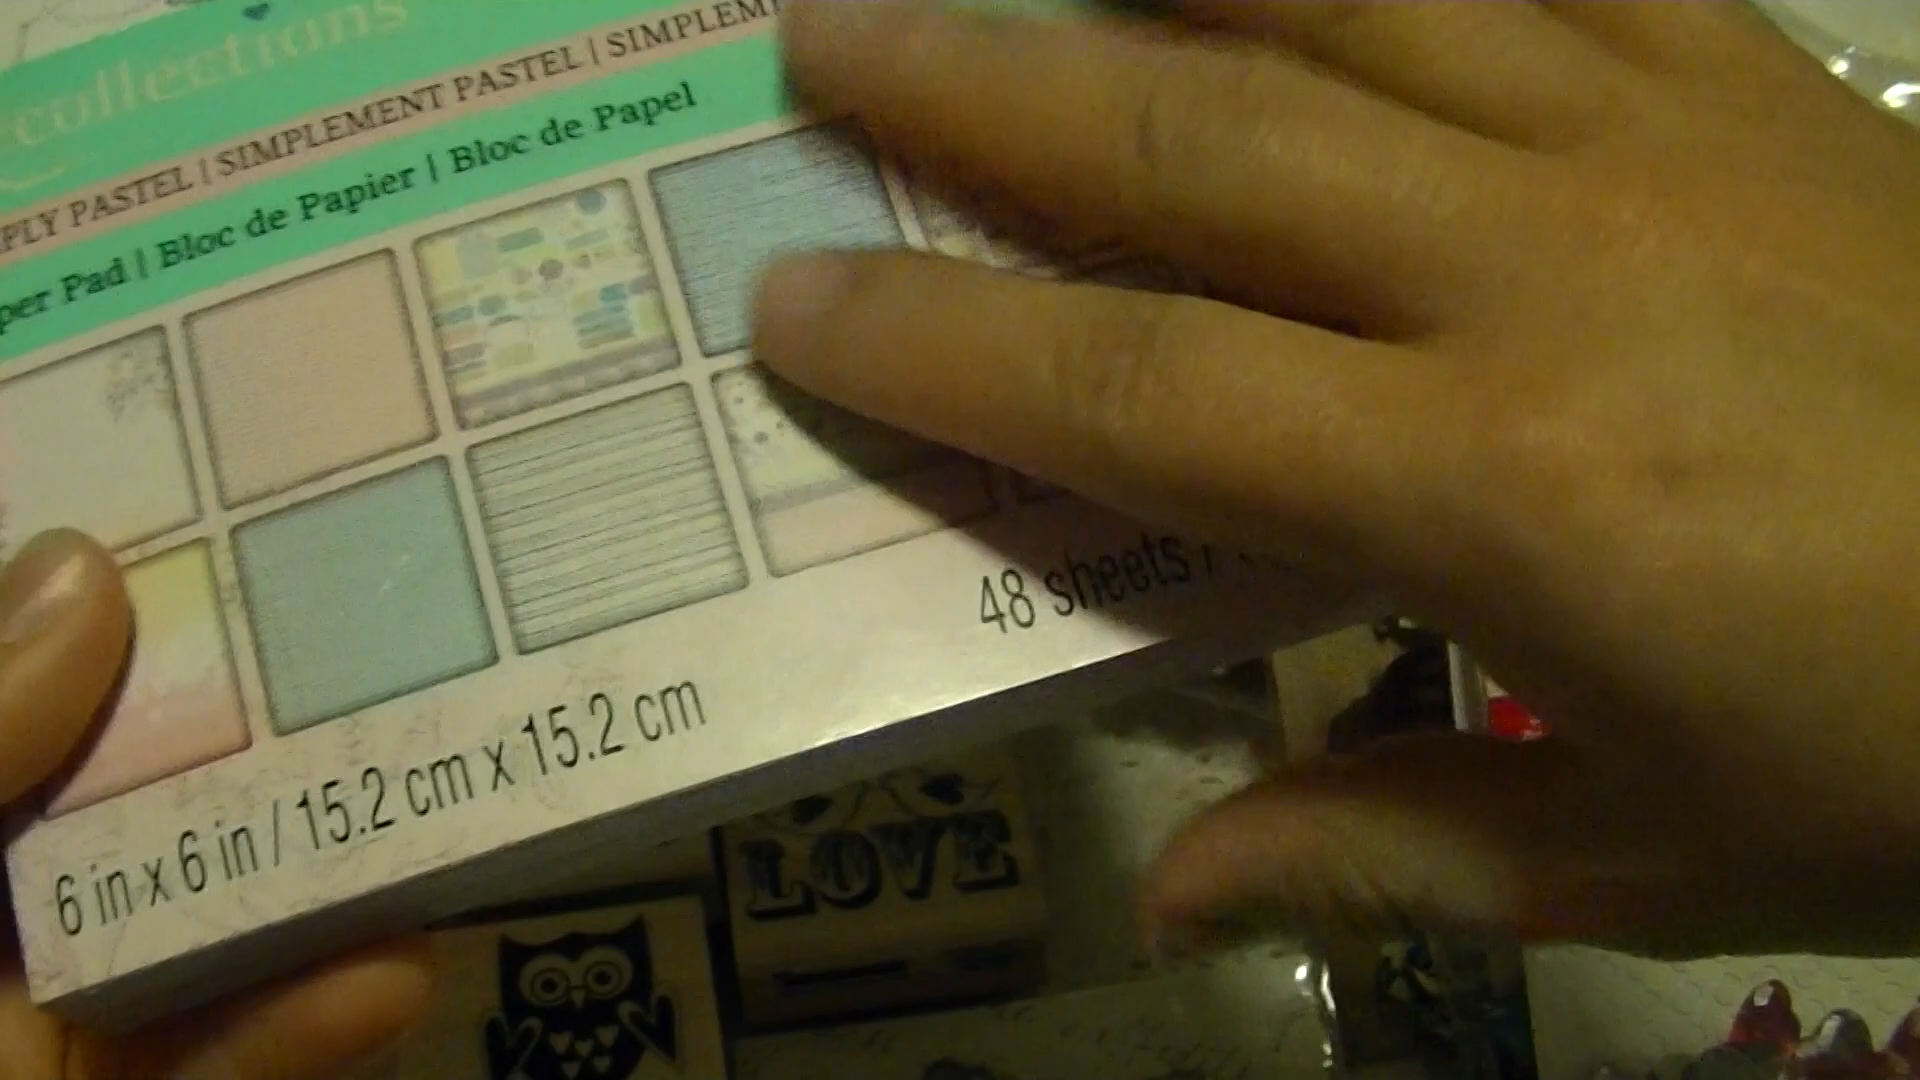 collections
PLY PASTEL | SIMPLEMENT PASTEL | SIMPLEM
per Pad | Bloc de Papier | Bloc de Papel
48 sheets /
6 in x 6 in / 15.2 cm x 15.2 cm
LOVE